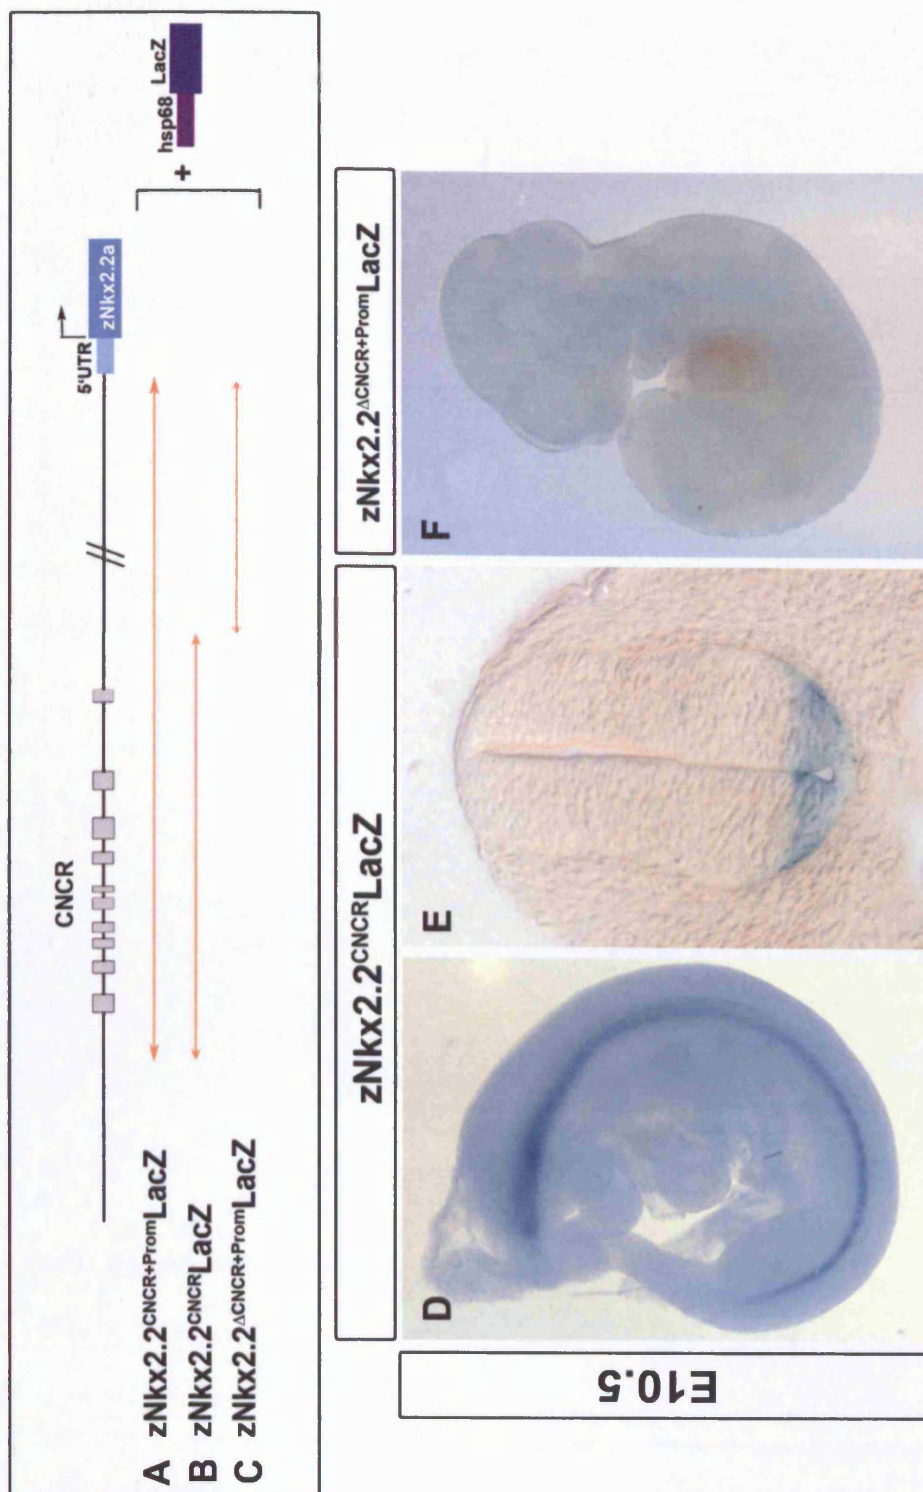 CNCR
5'UTR
zNkx2.2a
hsp68 LacZ
+
A zNkx2.2CNCR+PromLacZ
B zNkx2.2CNCRLacZ
C zNkx2.2ΔCNCR+PromLacZ
zNkx2.2CNCRLacZ
zNkx2.2ΔCNCR+PromLacZ
E10.5
D
E
F